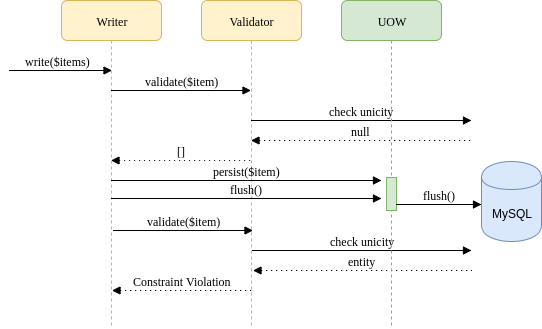 Writer
Validator
UOW
write($items)
validate($item)
check unicity
null
[]
persist($item)
flush()
flush()
MySQL
validate($item)
check unicity
entity
Constraint Violation